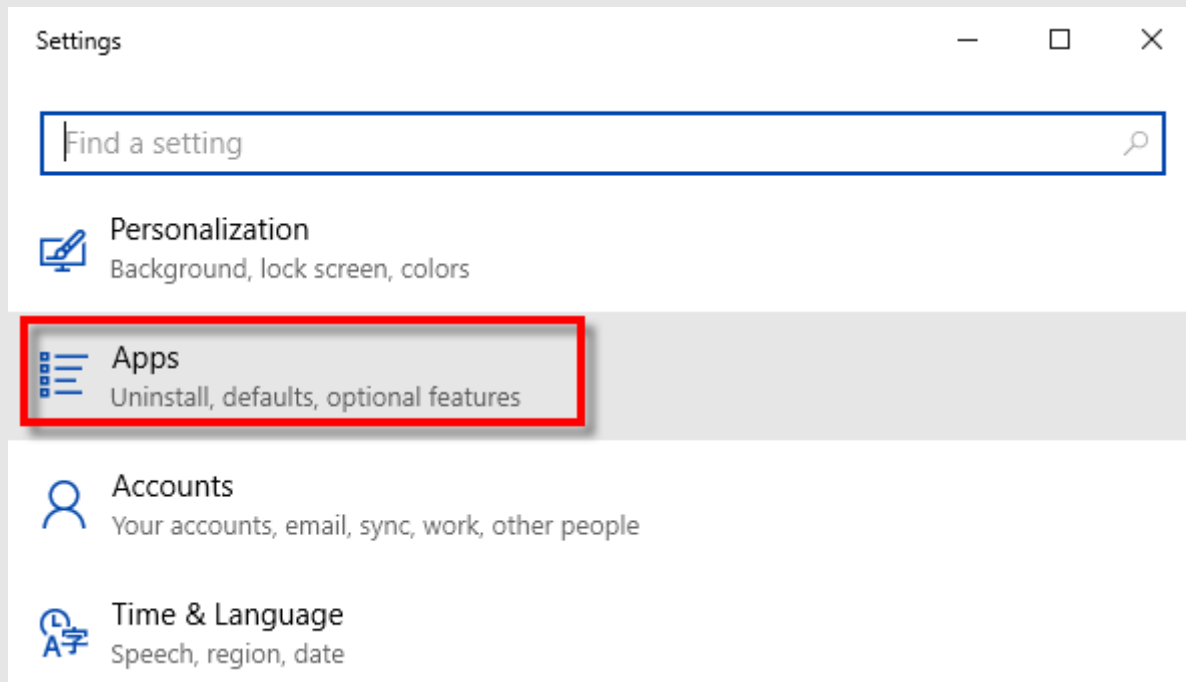 Settings
Find a setting
Personalization
Background, lock screen, colors
Apps
Uninstall, defaults, optional features
Accounts
Your accounts, email, sync, work, other people
Time & Language
Speech, region, date